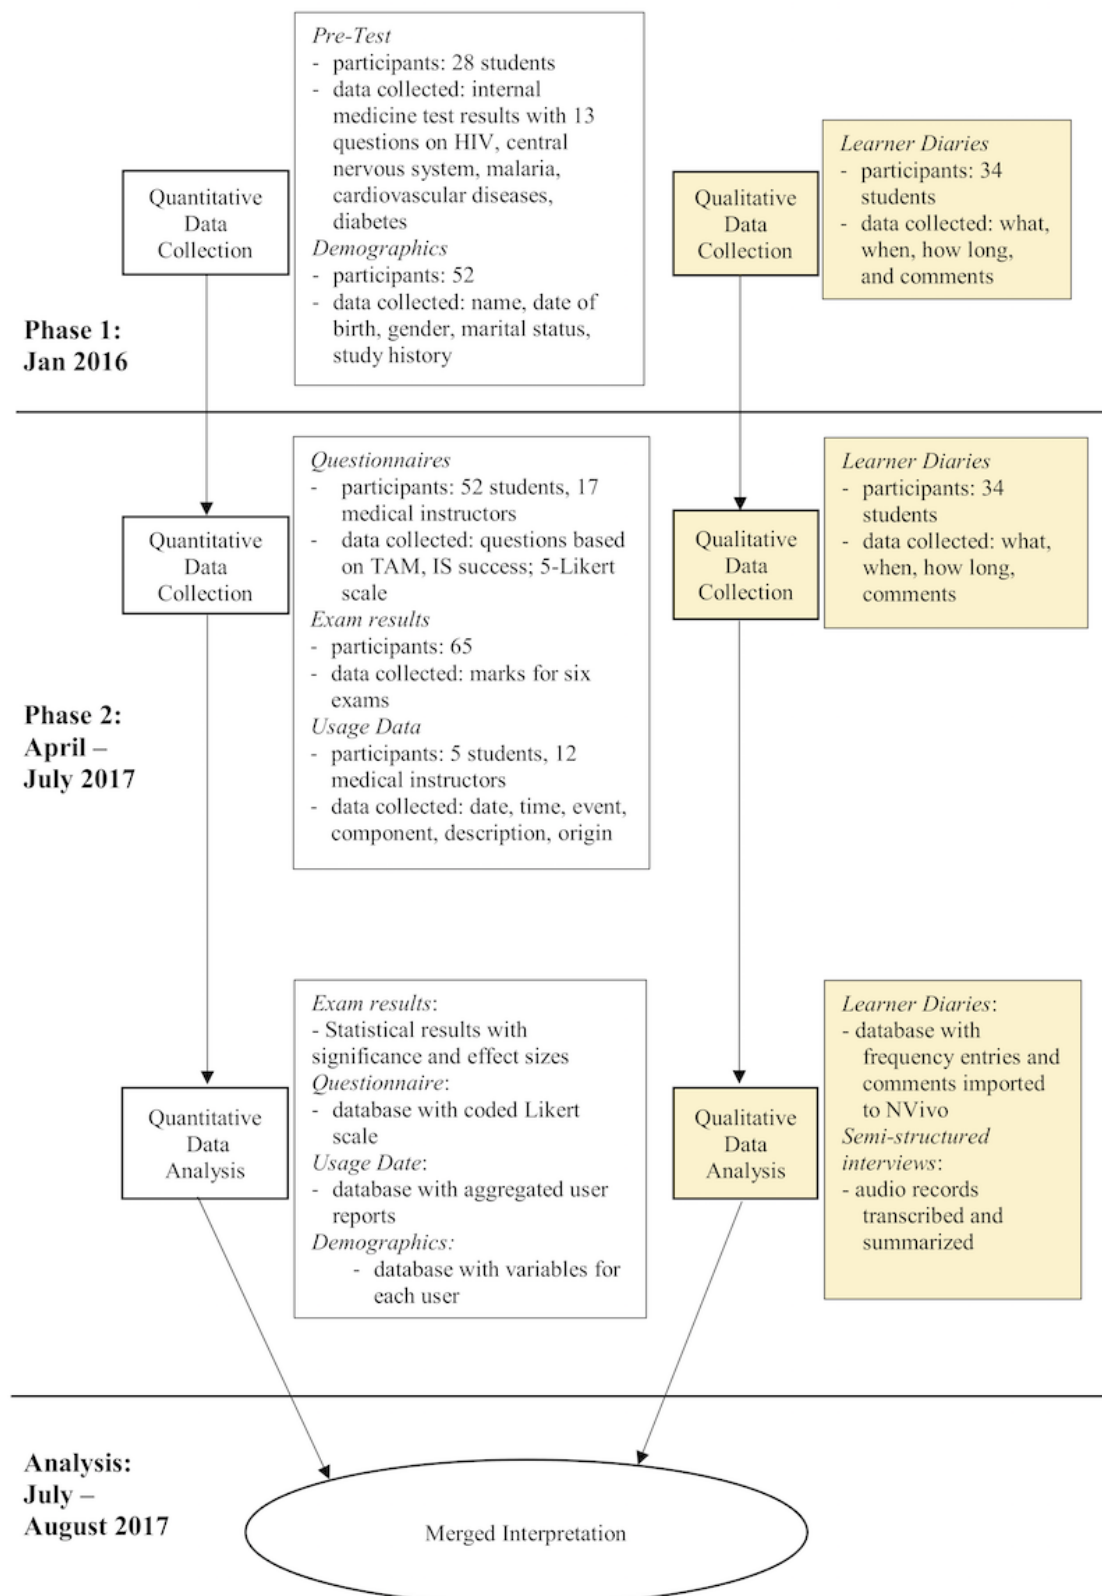 Pre-Test
- participants: 28 students
- data collected: internal
medicine test results with 13
questions on HIV, central
nervous system, malaria,
cardiovascular diseases,
diabetes
Demographics
- participants: 52
- data collected: name, date of
birth, gender, marital status,
study history
Quantitative
Data
Collection
Qualitative
Data
Collection
Learner Diaries
- participants: 34
students
- data collected: what,
when, how long,
and comments
Phase 1:
Jan 2016
Questionnaires
- participants: 52 students, 17
medical instructors
- data collected: questions based
on TAM, IS success; 5-Likert
scale
Exam results
- participants: 65
- data collected: marks for six
exams
Usage Data
- participants: 5 students, 12
medical instructors
- data collected: date, time, event,
component, description, origin
Quantitative
Data
Collection
Qualitative
Data
Collection
Learner Diaries
- participants: 34
students
- data collected: what,
when, how long,
comments
Phase 2:
April –
July 2017
Exam results:
- Statistical results with
significance and effect sizes
Questionnaire:
- database with coded Likert
scale
Usage Date:
- database with aggregated user
reports
Demographics:
- database with variables for
each user
Quantitative
Data
Analysis
Qualitative
Data
Analysis
Learner Diaries:
- database with
frequency entries and
comments imported
to NVivo
Semi-structured
interviews:
- audio records
transcribed and
summarized
Analysis:
July –
August 2017
Merged Interpretation